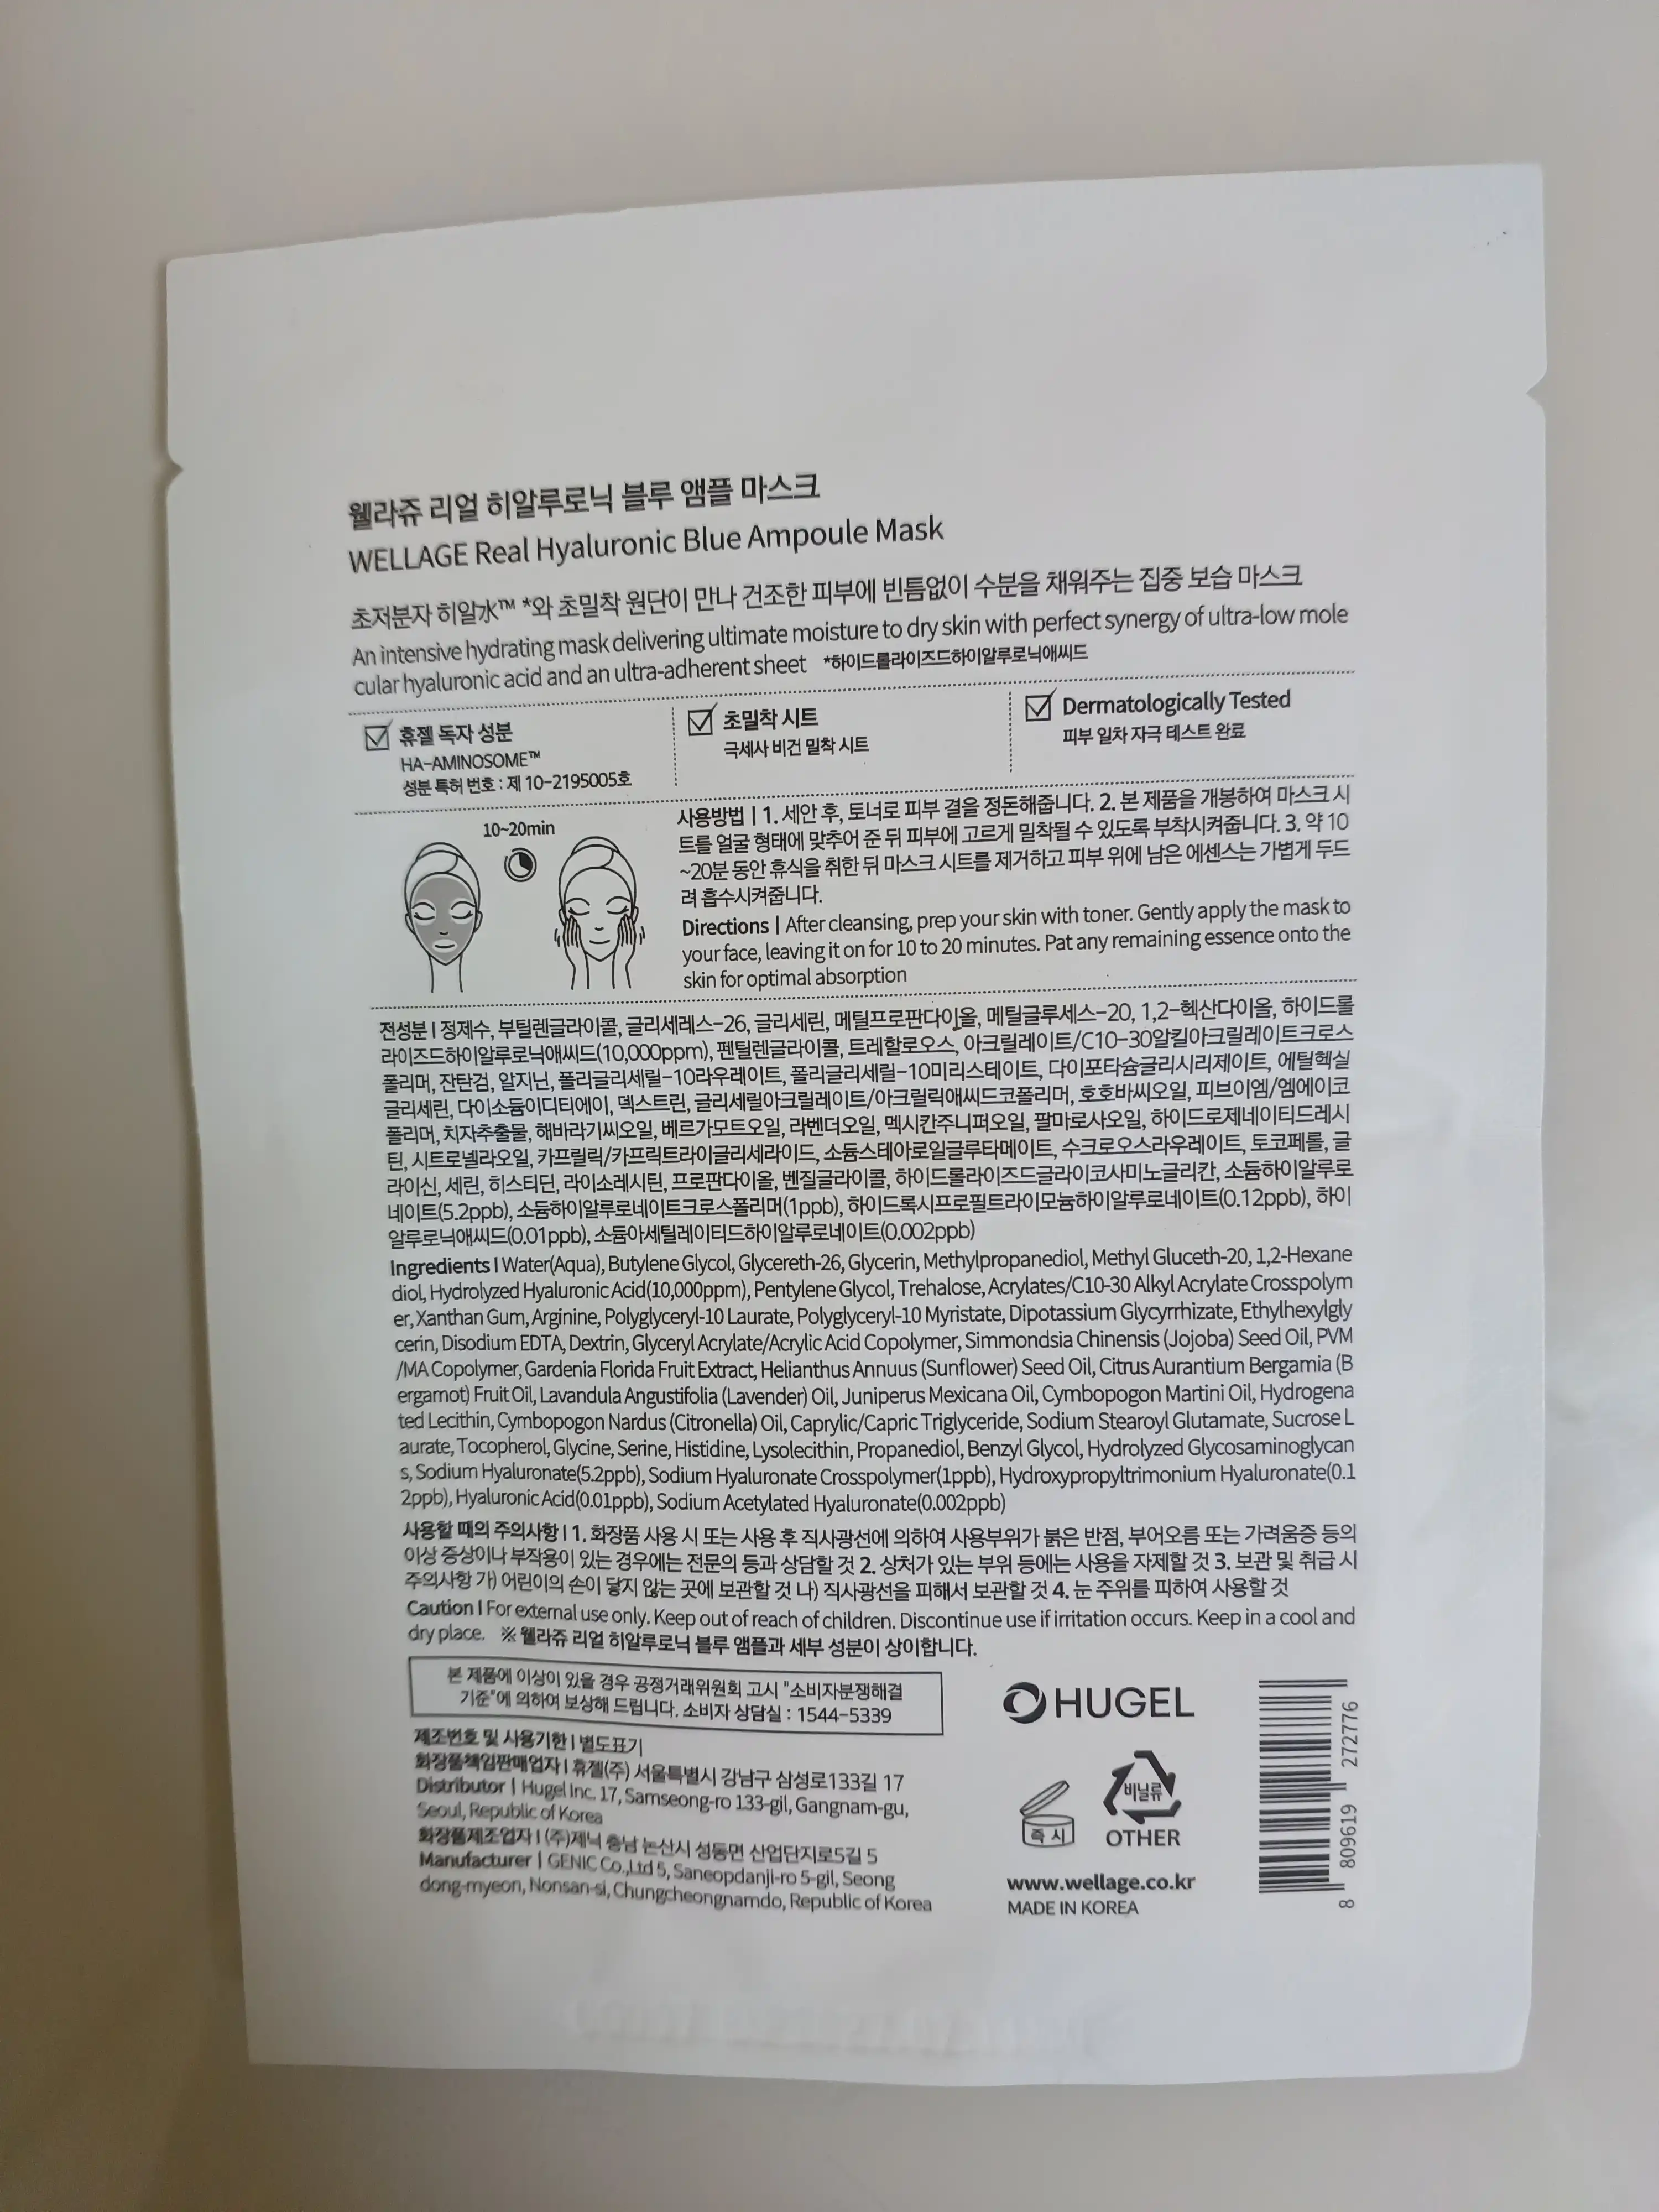 웰라쥬 리얼 히알루로닉 블루 앰플 마스크
WELLAGE Real Hyaluronic Blue Ampoule Mask
초저분자 히알水™ *와 초밀착 원단이 만나 건조한 피부에 빈틈없이 수분을 채워주는 집중 보습 마스크
An intensive hydrating mask delivering ultimate moisture to dry skin with perfect synergy of ultra-low mole
cular hyaluronic acid and an ultra-adherent sheet *하이드롤라이즈드하이알루로닉애씨드
휴젤 독자 성분
HA-AMINOSOME™
성분 특허 번호 : 제 10-2195005호
초밀착 시트
극세사 비건 밀착 시트
Dermatologically Tested
피부 일차 자극 테스트 완료
10~20min
사용방법 | 1. 세안 후, 토너로 피부 결을 정돈해줍니다. 2. 본 제품을 개봉하여 마스크 시
트를 얼굴 형태에 맞추어 준 뒤 피부에 고르게 밀착될 수 있도록 부착시켜줍니다. 3. 약 10
~20분 동안 휴식을 취한 뒤 마스크 시트를 제거하고 피부 위에 남은 에센스는 가볍게 두드
려 흡수시켜줍니다.
Directions | After cleansing, prep your skin with toner. Gently apply the mask to
your face, leaving it on for 10 to 20 minutes. Pat any remaining essence onto the
skin for optimal absorption
전성분 | 정제수, 부틸렌글라이콜, 글리세레스-26, 글리세린, 메틸프로판다이올, 메틸글루세스-20, 1,2-헥산다이올, 하이드롤
라이즈드하이알루로닉애씨드(10,000ppm), 펜틸렌글라이콜, 트레할로오스, 아크릴레이트/C10-30알킬아크릴레이트크로스
폴리머, 잔탄검, 알지닌, 폴리글리세릴-10라우레이트, 폴리글리세릴-10미리스테이트, 다이포타슘글리시리제이트, 에틸헥실
글리세린, 다이소듐이디티에이, 덱스트린, 글리세릴아크릴레이트/아크릴릭애씨드코폴리머, 호호바씨오일, 피브이엠/엠에이코
폴리머, 치자추출물, 해바라기씨오일, 베르가모트오일, 라벤더오일, 멕시칸주니퍼오일, 팔마로사오일, 하이드로제네이티드레시
틴, 시트로넬라오일, 카프릴릭/카프릭트라이글리세라이드, 소듐스테아로일글루타메이트, 수크로오스라우레이트, 토코페롤, 글
라이신, 세린, 히스티딘, 라이소레시틴, 프로판다이올, 벤질글라이콜, 하이드롤라이즈드글라이코사미노글리칸, 소듐하이알루로
네이트(5.2ppb), 소듐하이알루로네이트크로스폴리머(1ppb), 하이드록시프로필트라이모늄하이알루로네이트(0.12ppb), 하이
알루로닉애씨드(0.01ppb), 소듐아세틸레이티드하이알루로네이트(0.002ppb)
Ingredients | Water(Aqua), Butylene Glycol, Glycereth-26, Glycerin, Methylpropanediol, Methyl Gluceth-20, 1,2-Hexane
diol, Hydrolyzed Hyaluronic Acid(10,000ppm), Pentylene Glycol, Trehalose, Acrylates/C10-30 Alkyl Acrylate Crosspolym
er, Xanthan Gum, Arginine, Polyglyceryl-10 Laurate, Polyglyceryl-10 Myristate, Dipotassium Glycyrrhizate, Ethylhexylgly
cerin, Disodium EDTA, Dextrin, Glyceryl Acrylate/Acrylic Acid Copolymer, Simmondsia Chinensis (Jojoba) Seed Oil, PVM
/MA Copolymer, Gardenia Florida Fruit Extract, Helianthus Annuus (Sunflower) Seed Oil, Citrus Aurantium Bergamia (B
ergamot) Fruit Oil, Lavandula Angustifolia (Lavender) Oil, Juniperus Mexicana Oil, Cymbopogon Martini Oil, Hydrogena
ted Lecithin, Cymbopogon Nardus (Citronella) Oil, Caprylic/Capric Triglyceride, Sodium Stearoyl Glutamate, Sucrose L
aurate, Tocopherol, Glycine, Serine, Histidine, Lysolecithin, Propanediol, Benzyl Glycol, Hydrolyzed Glycosaminoglycan
s, Sodium Hyaluronate(5.2ppb), Sodium Hyaluronate Crosspolymer(1ppb), Hydroxypropyltrimonium Hyaluronate(0.1
2ppb), Hyaluronic Acid(0.01ppb), Sodium Acetylated Hyaluronate(0.002ppb)
사용할 때의 주의사항 | 1. 화장품 사용 시 또는 사용 후 직사광선에 의하여 사용부위가 붉은 반점, 부어오름 또는 가려움증 등의
이상 증상이나 부작용이 있는 경우에는 전문의 등과 상담할 것 2. 상처가 있는 부위 등에는 사용을 자제할 것 3. 보관 및 취급 시
주의사항 가) 어린이의 손이 닿지 않는 곳에 보관할 것 나) 직사광선을 피해서 보관할 것 4. 눈 주위를 피하여 사용할 것
Caution | For external use only. Keep out of reach of children. Discontinue use if irritation occurs. Keep in a cool and
dry place. ※ 웰라쥬 리얼 히알루로닉 블루 앰플과 세부 성분이 상이합니다.
본 제품에 이상이 있을 경우 공정거래위원회 고시 "소비자분쟁해결
기준"에 의하여 보상해 드립니다. 소비자 상담실 : 1544-5339
제조번호 및 사용기한 | 별도표기
화장품책임판매업자 | 휴젤(주) 서울특별시 강남구 삼성로133길 17
Distributor | Hugel Inc. 17, Samseong-ro 133-gil, Gangnam-gu,
Seoul, Republic of Korea
화장품제조업자 | (주)제닉 충남 논산시 성동면 산업단지로5길 5
Manufacturer | GENIC Co.,Ltd 5, Saneopdanji-ro 5-gil, Seong
dong-myeon, Nonsan-si, Chungcheongnamdo, Republic of Korea
HUGEL
즉 시
비닐류
OTHER
www.wellage.co.kr
MADE IN KOREA
8 809619 272776